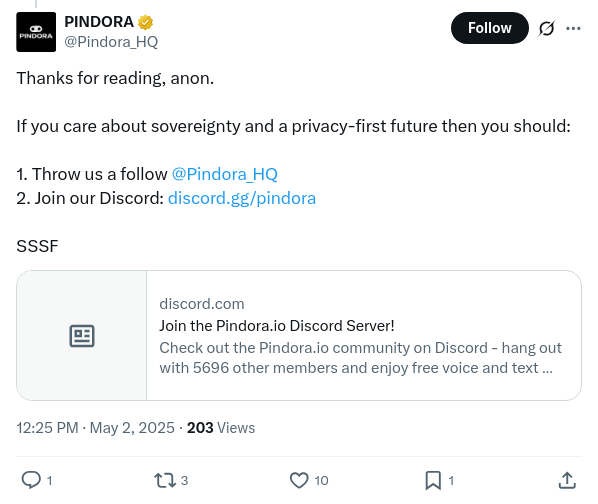 PINDORA
PINDORA
@Pindora_HQ
Follow
Thanks for reading, anon.
If you care about sovereignty and a privacy-first future then you should:
1. Throw us a follow @Pindora_HQ
2. Join our Discord: discord.gg/pindora
SSSF
discord.com
Join the Pindora.io Discord Server!
Check out the Pindora.io community on Discord - hang out
with 5696 other members and enjoy free voice and text ...
12:25 PM · May 2, 2025 · 203 Views
1 3 10 1